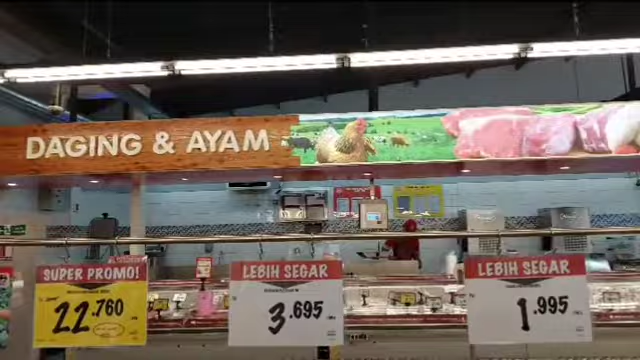 DAGING & AYAM
SUPER PROMO!
22.760
LEBIH SEGAR
3.695
LEBIH SEGAR
1.995